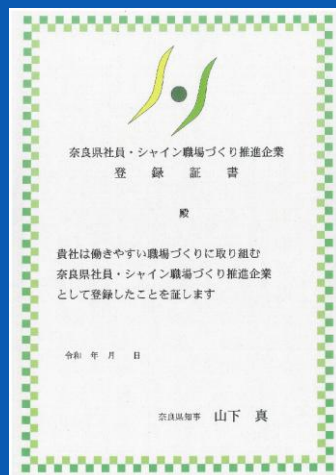 奈良県社員・シャイン職場づくり推進企業
登録証書
殿
貴社は働きやすい職場づくりに取り組む
奈良県社員・シャイン職場づくり推進企業
として登録したことを証します
令和 年 月 日
奈良県知事 山下 真